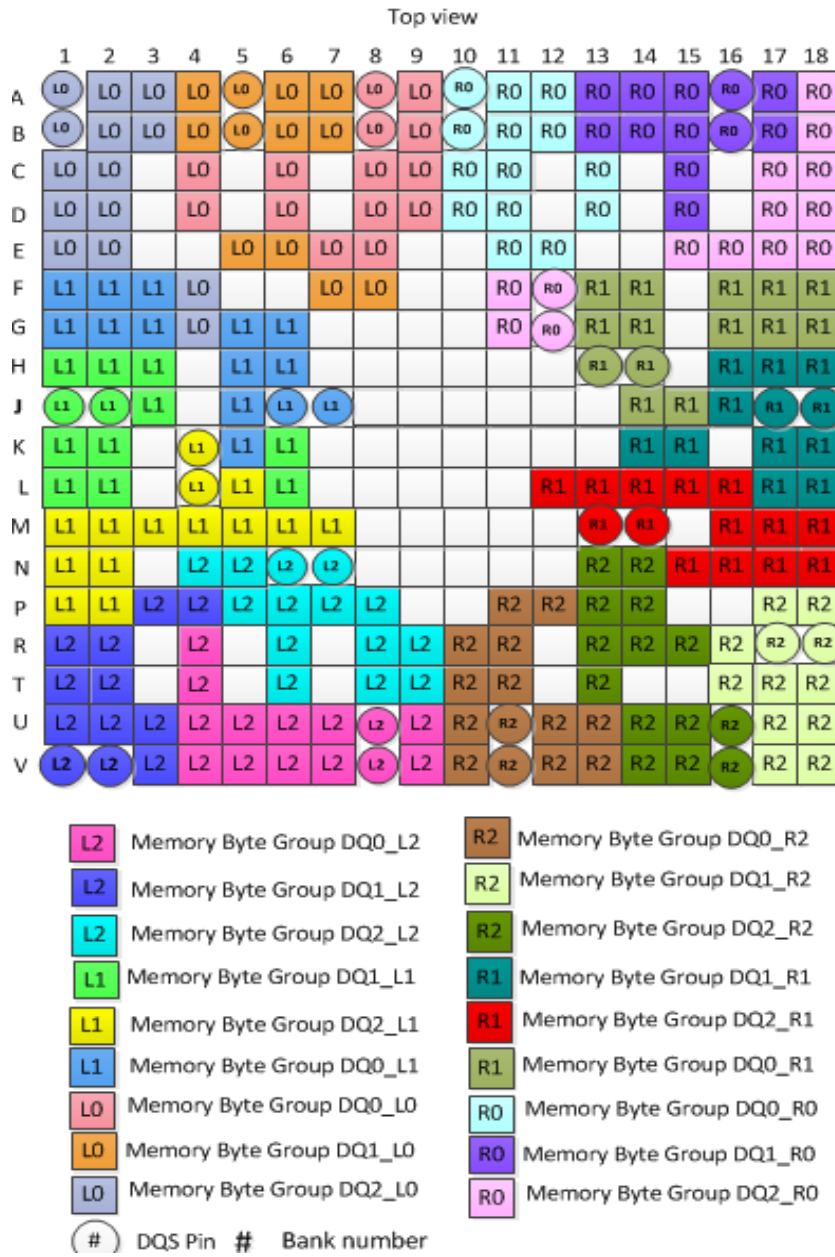 Top view
1 2 3 4 5 6 7 8 9 10 11 12 13 14 15 16 17 18
A L0 L0 L0 L0 L0 L0 L0 L0 L0 R0 R0 R0 R0 R0 R0 R0 R0 R0
B L0 L0 L0 L0 L0 L0 L0 L0 L0 R0 R0 R0 R0 R0 R0 R0 R0 R0
C L0 L0 L0 L0 L0 L0 R0 R0 R0 R0 R0 R0
D L0 L0 L0 L0 L0 L0 R0 R0 R0 R0 R0 R0
E L0 L0 L0 L0 L0 L0 R0 R0 R0 R0 R0 R0
F L1 L1 L1 L0 L0 L0 R0 R0 R1 R1 R1 R1 R1
G L1 L1 L1 L0 L1 L1 R0 R0 R1 R1 R1 R1 R1
H L1 L1 L1 L1 L1 R1 R1 R1 R1 R1
J L1 L1 L1 L1 L1 L1 R1 R1 R1 R1 R1
K L1 L1 L1 L1 L1 R1 R1 R1 R1
L L1 L1 L1 L1 L1 R1 R1 R1 R1 R1 R1 R1
M L1 L1 L1 L1 L1 L1 L1 R1 R1 R1 R1 R1
N L1 L1 L2 L2 L2 L2 R2 R2 R1 R1 R1 R1
P L1 L1 L2 L2 L2 L2 L2 L2 R2 R2 R2 R2 R2 R2
R L2 L2 L2 L2 L2 L2 R2 R2 R2 R2 R2 R2 R2 R2
T L2 L2 L2 L2 L2 L2 R2 R2 R2 R2 R2 R2
U L2 L2 L2 L2 L2 L2 L2 L2 L2 R2 R2 R2 R2 R2 R2 R2 R2 R2
V L2 L2 L2 L2 L2 L2 L2 L2 L2 R2 R2 R2 R2 R2 R2 R2 R2 R2
L2 Memory Byte Group DQ0_L2
L2 Memory Byte Group DQ1_L2
L2 Memory Byte Group DQ2_L2
L1 Memory Byte Group DQ1_L1
L1 Memory Byte Group DQ2_L1
L1 Memory Byte Group DQ0_L1
L0 Memory Byte Group DQ0_L0
L0 Memory Byte Group DQ1_L0
L0 Memory Byte Group DQ2_L0
# DQS Pin # Bank number
R2 Memory Byte Group DQ0_R2
R2 Memory Byte Group DQ1_R2
R2 Memory Byte Group DQ2_R2
R1 Memory Byte Group DQ1_R1
R1 Memory Byte Group DQ2_R1
R1 Memory Byte Group DQ0_R1
R0 Memory Byte Group DQ0_R0
R0 Memory Byte Group DQ1_R0
R0 Memory Byte Group DQ2_R0